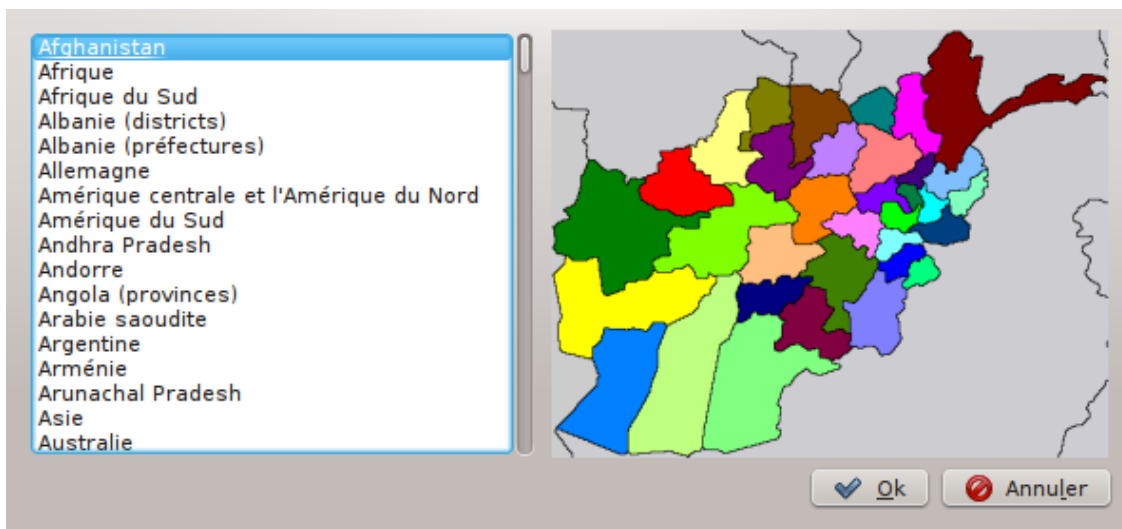 Afghanistan
Afrique
Afrique du Sud
Albanie (districts)
Albanie (préfectures)
Allemagne
Amérique centrale et l'Amérique du Nord
Amérique du Sud
Andhra Pradesh
Andorre
Angola (provinces)
Arabie saoudite
Argentine
Arménie
Arunachal Pradesh
Asie
Australie
Ok
Annuler